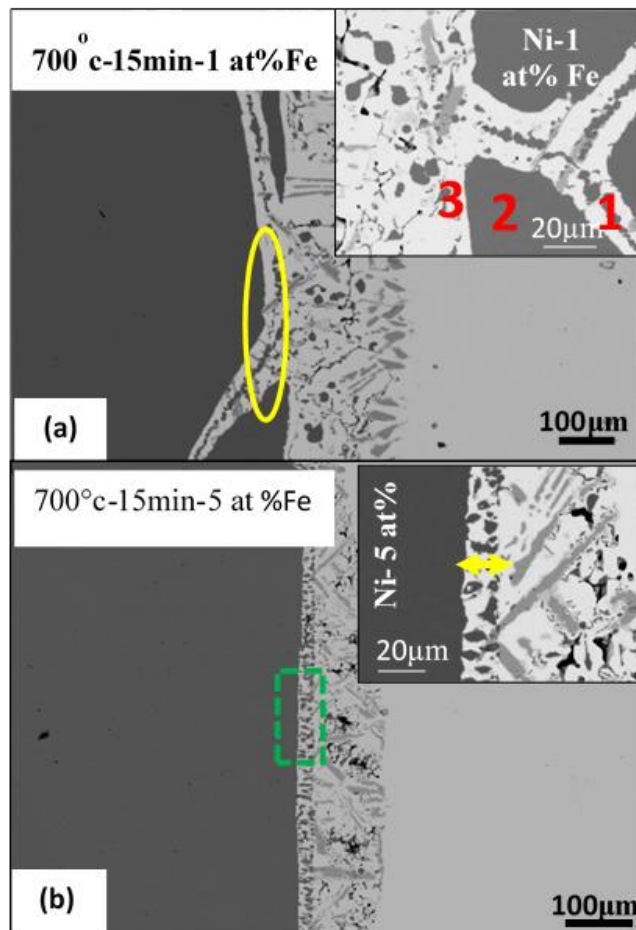 700°c-15min-1 at%Fe
Ni-1
at% Fe
3
2
1
20μm
(a)
100μm
700°c-15min-5 at %Fe
Ni- 5 at%
20μm
(b)
100μm